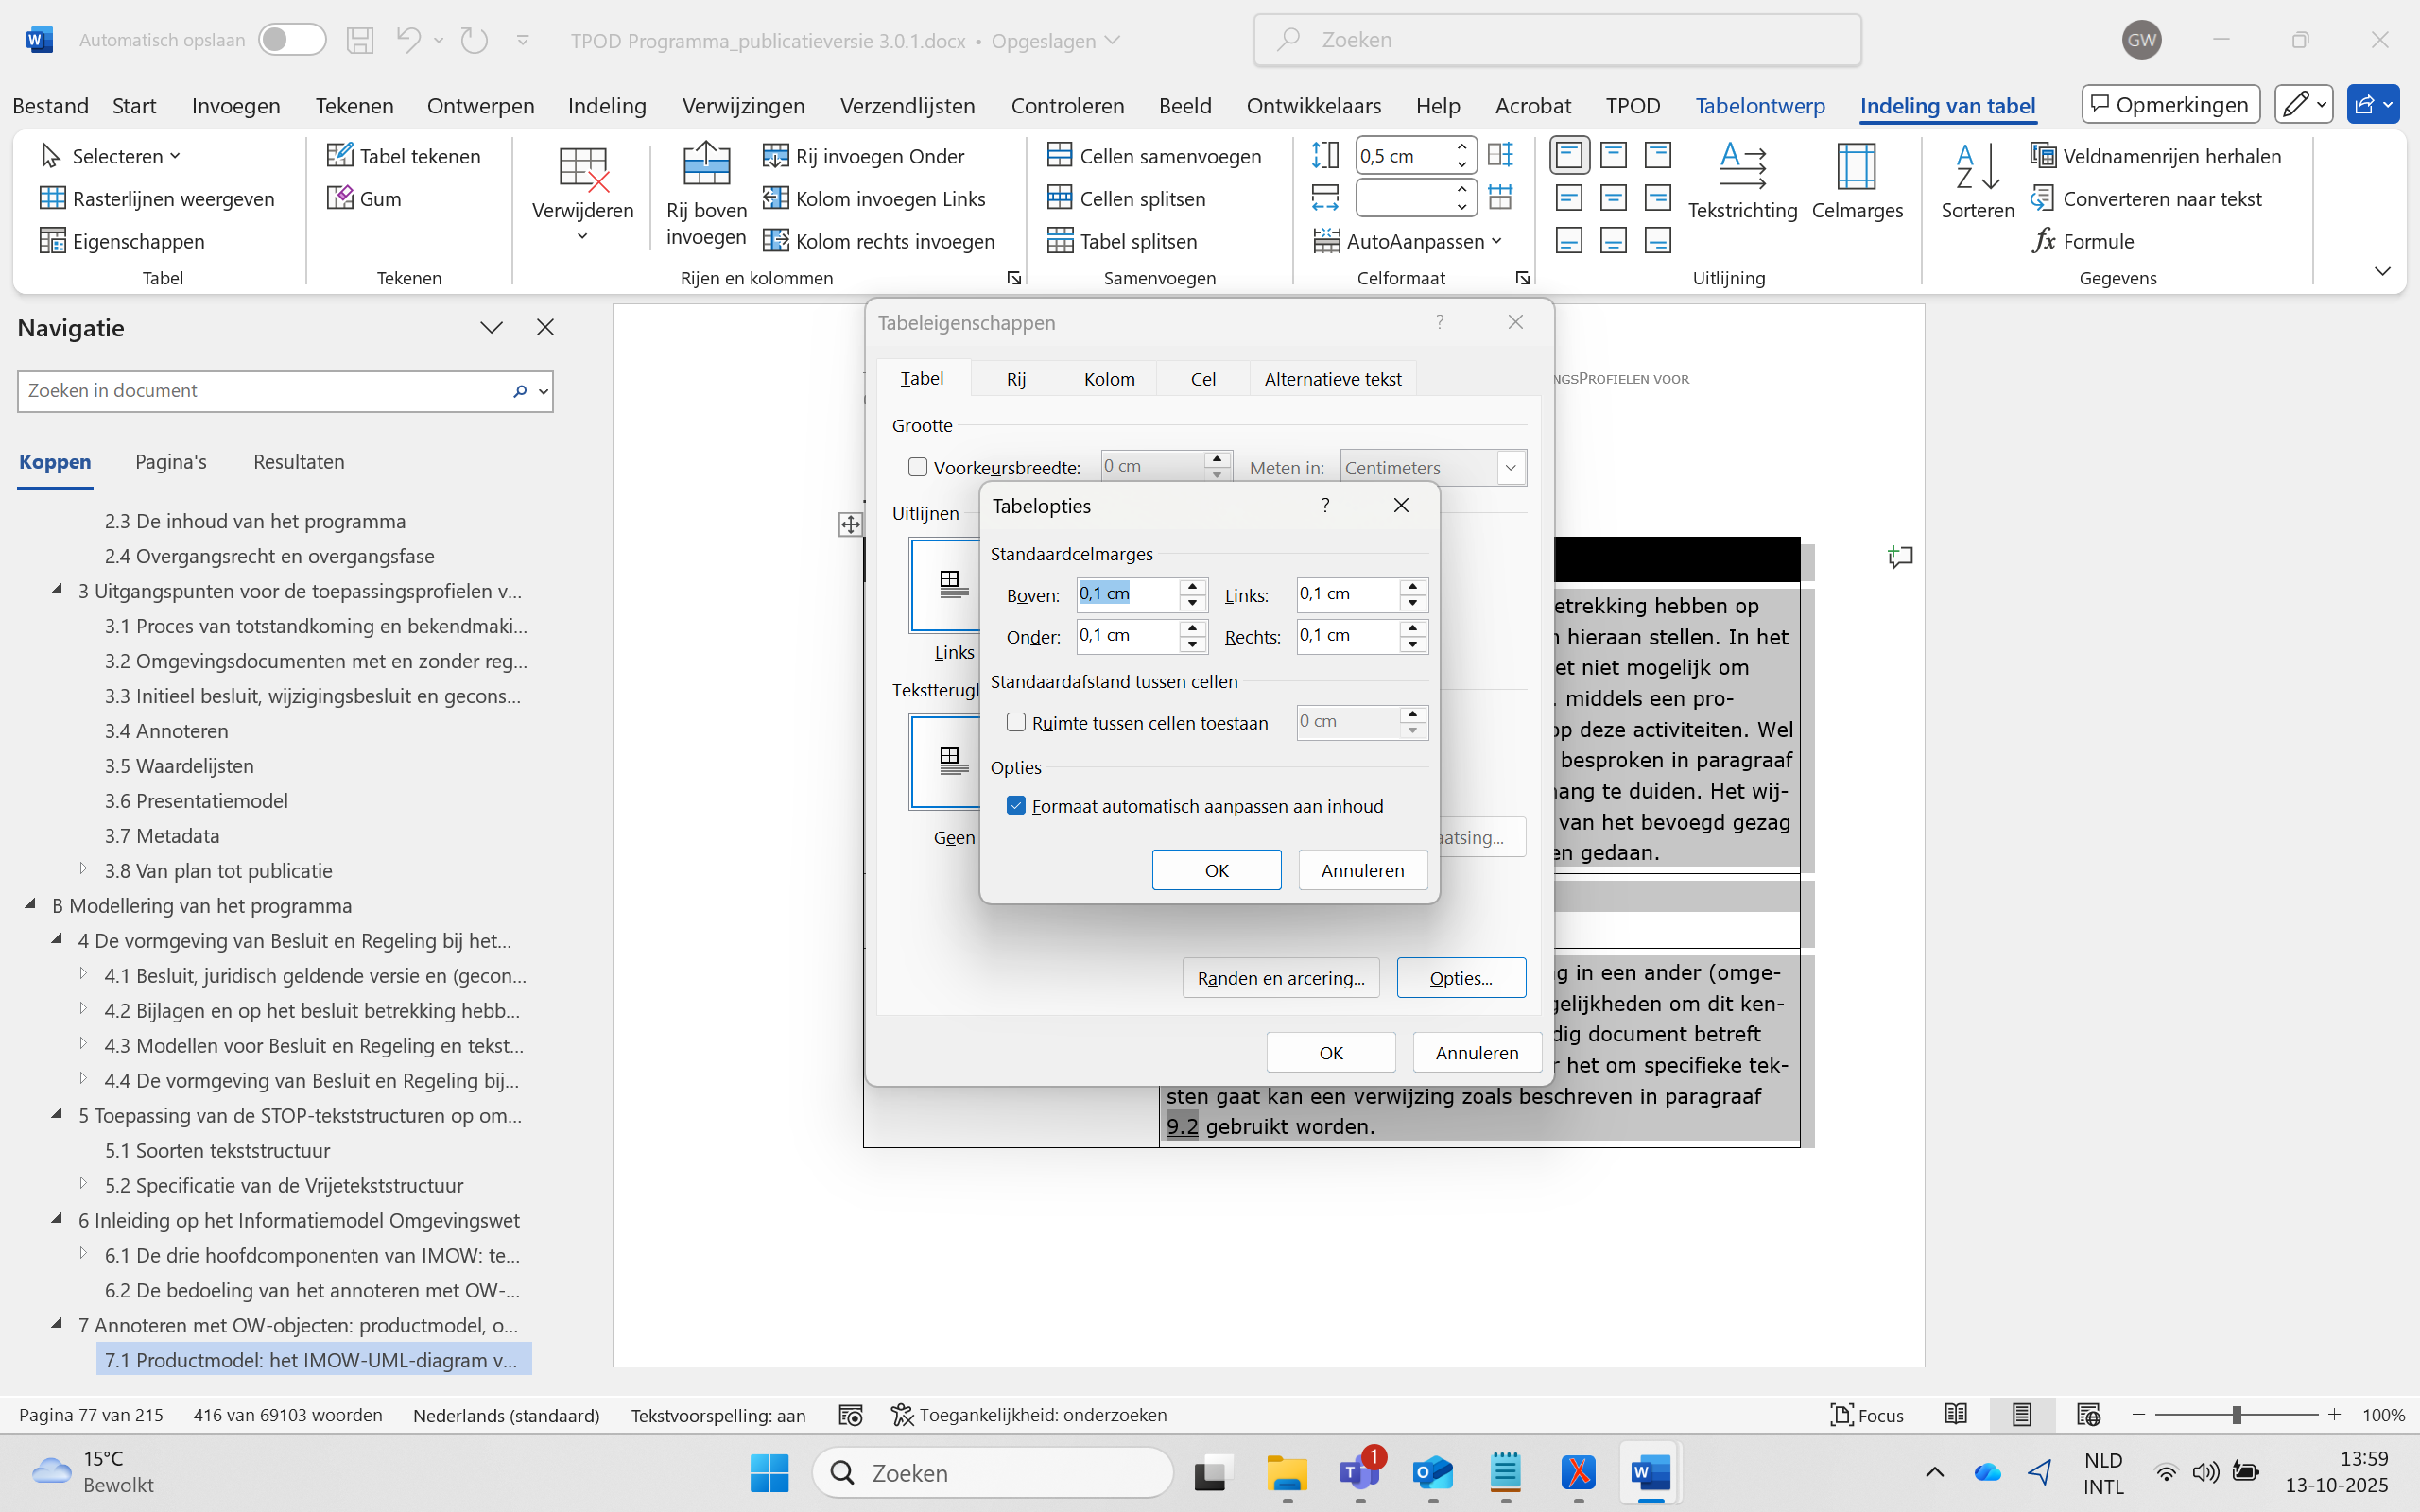 Automatisch opslaan
TPOD Programma_publicatieversie 3.0.1.docx • Opgeslagen
Zoeken
GW
Bestand Start Invoegen Tekenen Ontwerpen Indeling Verwijzingen Verzendlijsten Controleren Beeld Ontwikkelaars Help Acrobat TPOD Tabelontwerp Indeling van tabel
Opmerkingen
Selecteren
Rasterlijnen weergeven
Eigenschappen
Tabel
Tabel tekenen
Gum
Tekenen
Verwijderen
Rij boven
invoegen
Rij invoegen Onder
Kolom invoegen Links
Kolom rechts invoegen
Rijen en kolommen
Cellen samenvoegen
Cellen splitsen
Tabel splitsen
Samenvoegen
0,5 cm
AutoAanpassen
Celformaat
Tekstrichting
Celmarges
Uitlijning
Sorteren
Veldnamenrijen herhalen
Converteren naar tekst
fx Formule
Gegevens
Navigatie
Zoeken in document
Koppen Pagina's Resultaten
2.3 De inhoud van het programma
2.4 Overgangsrecht en overgangsfase
3 Uitgangspunten voor de toepassingsprofielen v...
3.1 Proces van totstandkoming en bekendmaki...
3.2 Omgevingsdocumenten met en zonder reg...
3.3 Initieel besluit, wijzigingsbesluit en gecons...
3.4 Annoteren
3.5 Waardelijsten
3.6 Presentatiemodel
3.7 Metadata
3.8 Van plan tot publicatie
B Modellering van het programma
4 De vormgeving van Besluit en Regeling bij het...
4.1 Besluit, juridisch geldende versie en (gecon...
4.2 Bijlagen en op het besluit betrekking hebb...
4.3 Modellen voor Besluit en Regeling en tekst...
4.4 De vormgeving van Besluit en Regeling bij...
5 Toepassing van de STOP-tekststructuren op om...
5.1 Soorten tekststructuur
5.2 Specificatie van de Vrijetekststructuur
6 Inleiding op het Informatiemodel Omgevingswet
6.1 De drie hoofdcomponenten van IMOW: te...
6.2 De bedoeling van het annoteren met OW-...
7 Annoteren met OW-objecten: productmodel, o...
7.1 Productmodel: het IMOW-UML-diagram v...
Tabeleigenschappen
?
Tabel Rij Kolom Cel Alternatieve tekst
Grootte
Voorkeursbreedte: 0 cm Meten in: Centimeters
Uitlijnen
Links
Tekstterugl
Geen
aatsing...
Randen en arcering... Opties...
OK Annuleren
Tabelopties
?
Standaardcelmarges
Boven: 0,1 cm Links: 0,1 cm
Onder: 0,1 cm Rechts: 0,1 cm
Standaardafstand tussen cellen
Ruimte tussen cellen toestaan 0 cm
Opties
Formaat automatisch aanpassen aan inhoud
OK Annuleren
NGSPROFIELEN VOOR
etrekking hebben op
n hieraan stellen. In het
et niet mogelijk om
. middels een pro-
op deze activiteiten. Wel
besproken in paragraaf
ang te duiden. Het wij-
van het bevoegd gezag
en gedaan.
g in een ander (omge-
gelijkheden om dit ken-
dig document betreft
r het om specifieke tek-
sten gaat kan een verwijzing zoals beschreven in paragraaf
9.2 gebruikt worden.
Pagina 77 van 215 416 van 69103 woorden Nederlands (standaard) Tekstvoorspelling: aan Toegankelijkheid: onderzoeken
Focus
100%
15°C
Bewolkt
Zoeken
1
NLD
INTL
13:59
13-10-2025